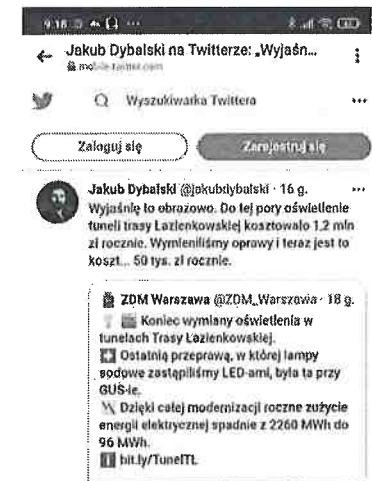 9.18
Jakub Dybalski na Twitterze: „Wyjaśn...
mobile.twitter.com
Wyszukiwarka Twittera
Zaloguj się
Zarejestruj się
Jakub Dybalski @jakubdybalski · 16 g.
Wyjaśnię to obrazowo. Do tej pory oświetlenie
tuneli trasy Łazienkowskiej kosztowało 1,2 mln
zł rocznie. Wymieniliśmy oprawy i teraz jest to
koszt... 50 tys. zł rocznie.
ZDM Warszawa @ZDM_Warszawa · 18 g.
Koniec wymiany oświetlenia w
tunelach Trasy Łazienkowskiej.
Ostatnią przeprawą, w której lampy
sodowe zastąpiliśmy LED-ami, była ta przy
GUS-ie.
Dzięki całej modernizacji roczne zużycie
energii elektrycznej spadnie z 2260 MWh do
96 MWh.
bit.ly/TunelTL